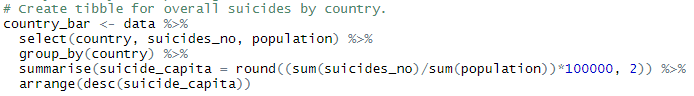 # Create tibble for overall suicides by country.
country_bar <- data %>%
  select(country, suicides_no, population) %>%
  group_by(country) %>%
  summarise(suicide_capita = round((sum(suicides_no)/sum(population))*100000, 2)) %>%
  arrange(desc(suicide_capita))